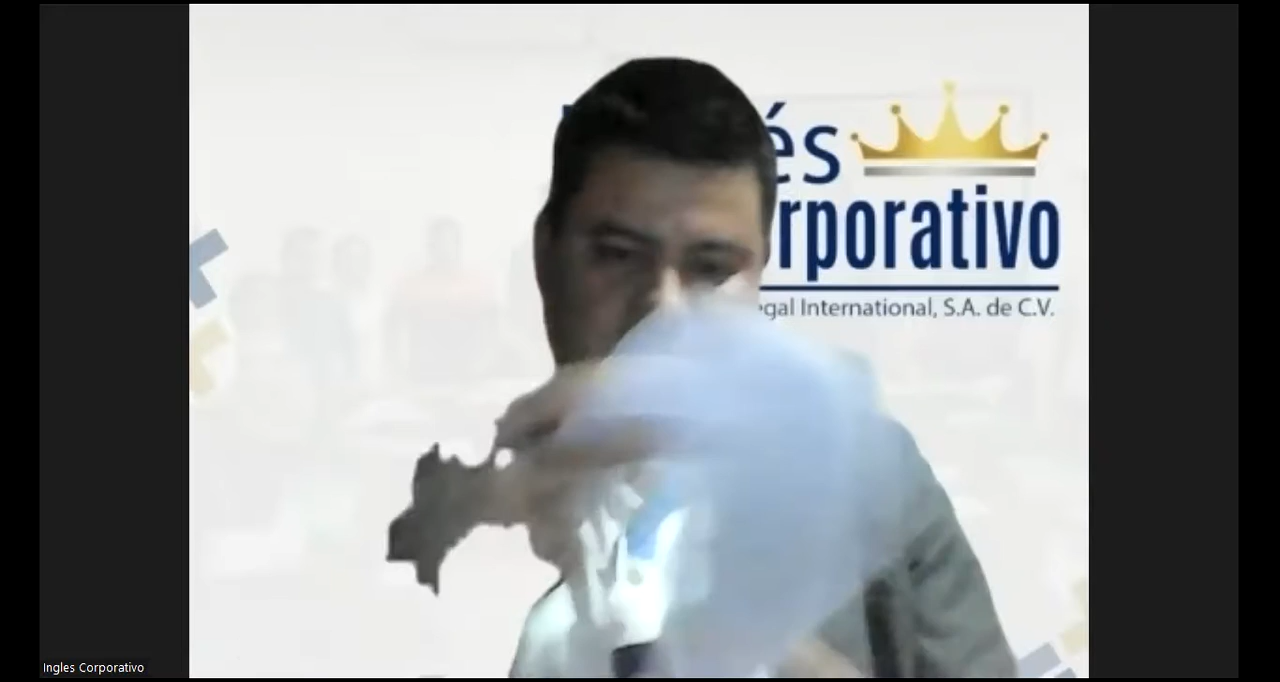 és
rporativo
egal International, S.A. de C.V.
Ingles Corporativo